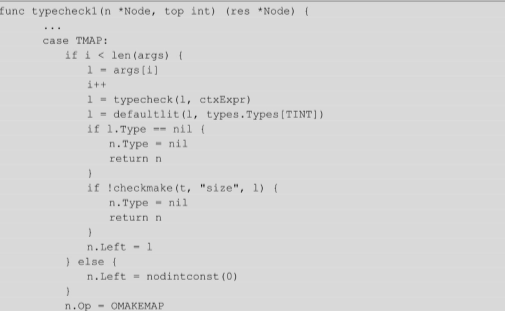 func typecheck1(n *Node, top int) (res *Node) {
...
case TMAP:
if i < len(args) {
l = args[i]
i++
l = typecheck(l, ctxExpr)
l = defaultlit(l, types.Types[TINT])
if l.Type == nil {
n.Type = nil
return n
}
if !checkmake(t, "size", l) {
n.Type = nil
return n
}
n.Left = l
} else {
n.Left = nodintconst(0)
}
n.Op = OMAKEMAP